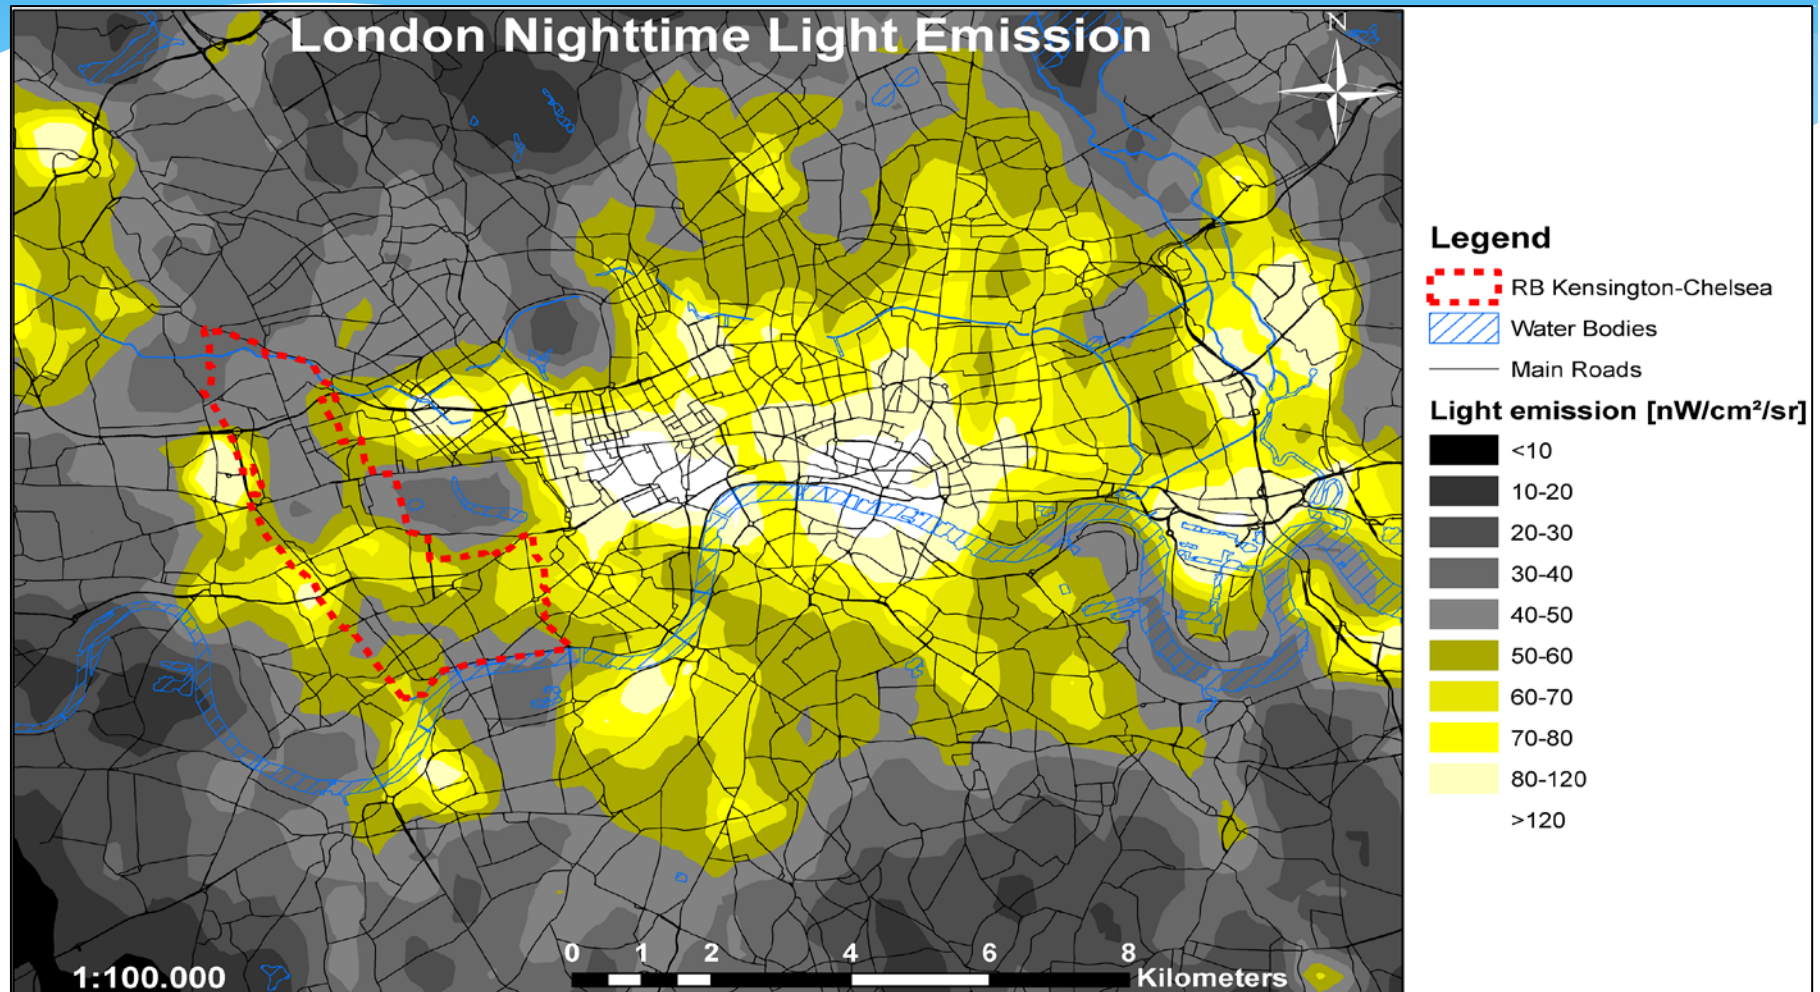 London Nighttime Light Emission
N
Legend
RB Kensington-Chelsea
Water Bodies
Main Roads
Light emission [nW/cm²/sr]
<10
10-20
20-30
30-40
40-50
50-60
60-70
70-80
80-120
>120
0 1 2 4 6 8
1:100.000
Kilometers